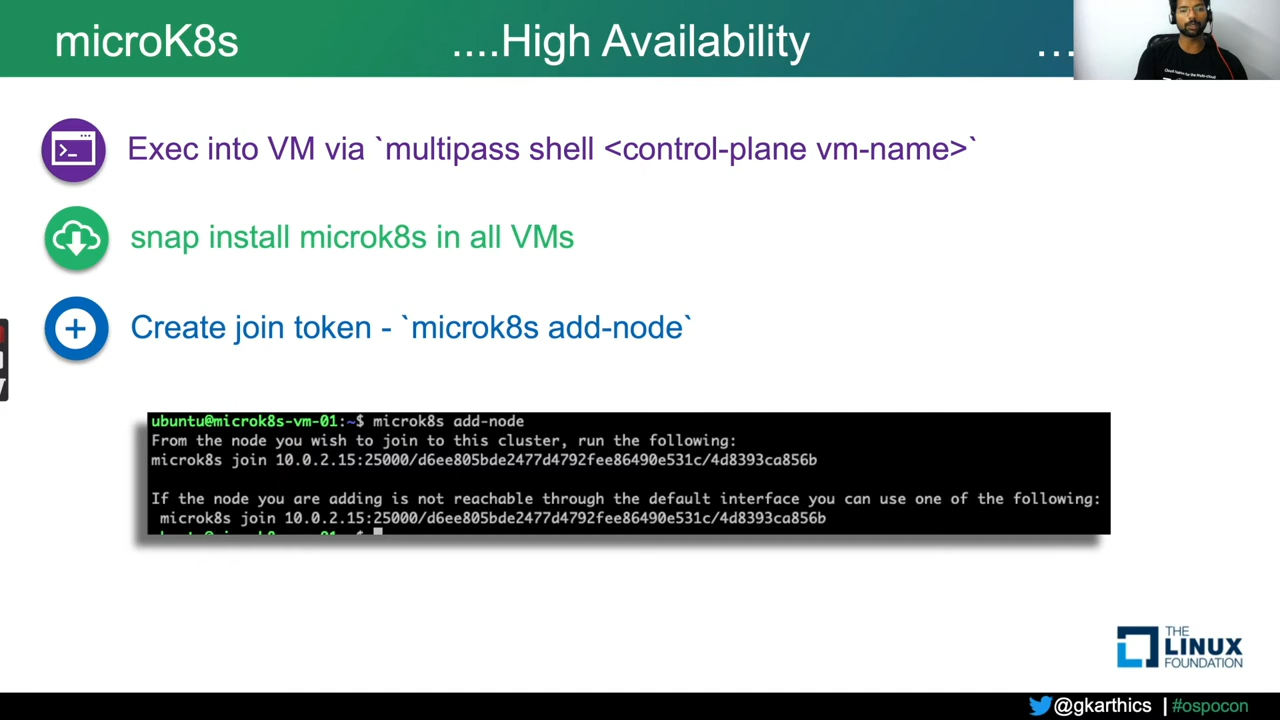 microK8s
....High Availability
...
Exec into VM via `multipass shell <control-plane vm-name>`
snap install microk8s in all VMs
Create join token - `microk8s add-node`
ubuntu@microk8s-vm-01:~$ microk8s add-node
From the node you wish to join to this cluster, run the following:
microk8s join 10.0.2.15:25000/d6ee805bde2477d4792fee86490e531c/4d8393ca856b
If the node you are adding is not reachable through the default interface you can use one of the following:
microk8s join 10.0.2.15:25000/d6ee805bde2477d4792fee86490e531c/4d8393ca856b
THE
LINUX
FOUNDATION
@gkarthics | #ospocon